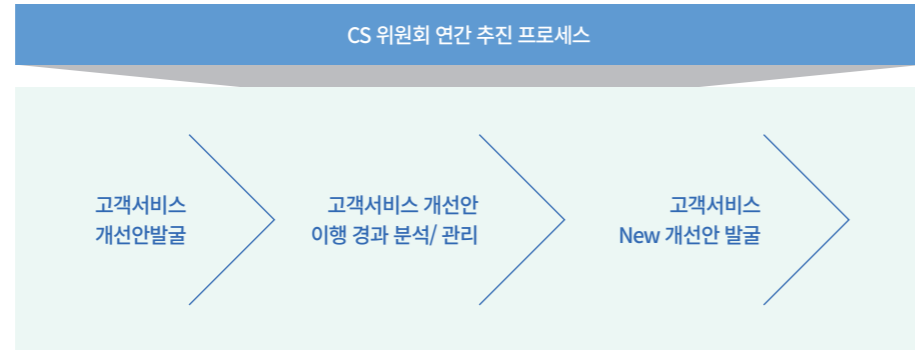 CS 위원회 연간 추진 프로세스
고객서비스
개선안발굴
고객서비스 개선안
이행 경과 분석/ 관리
고객서비스
New 개선안 발굴